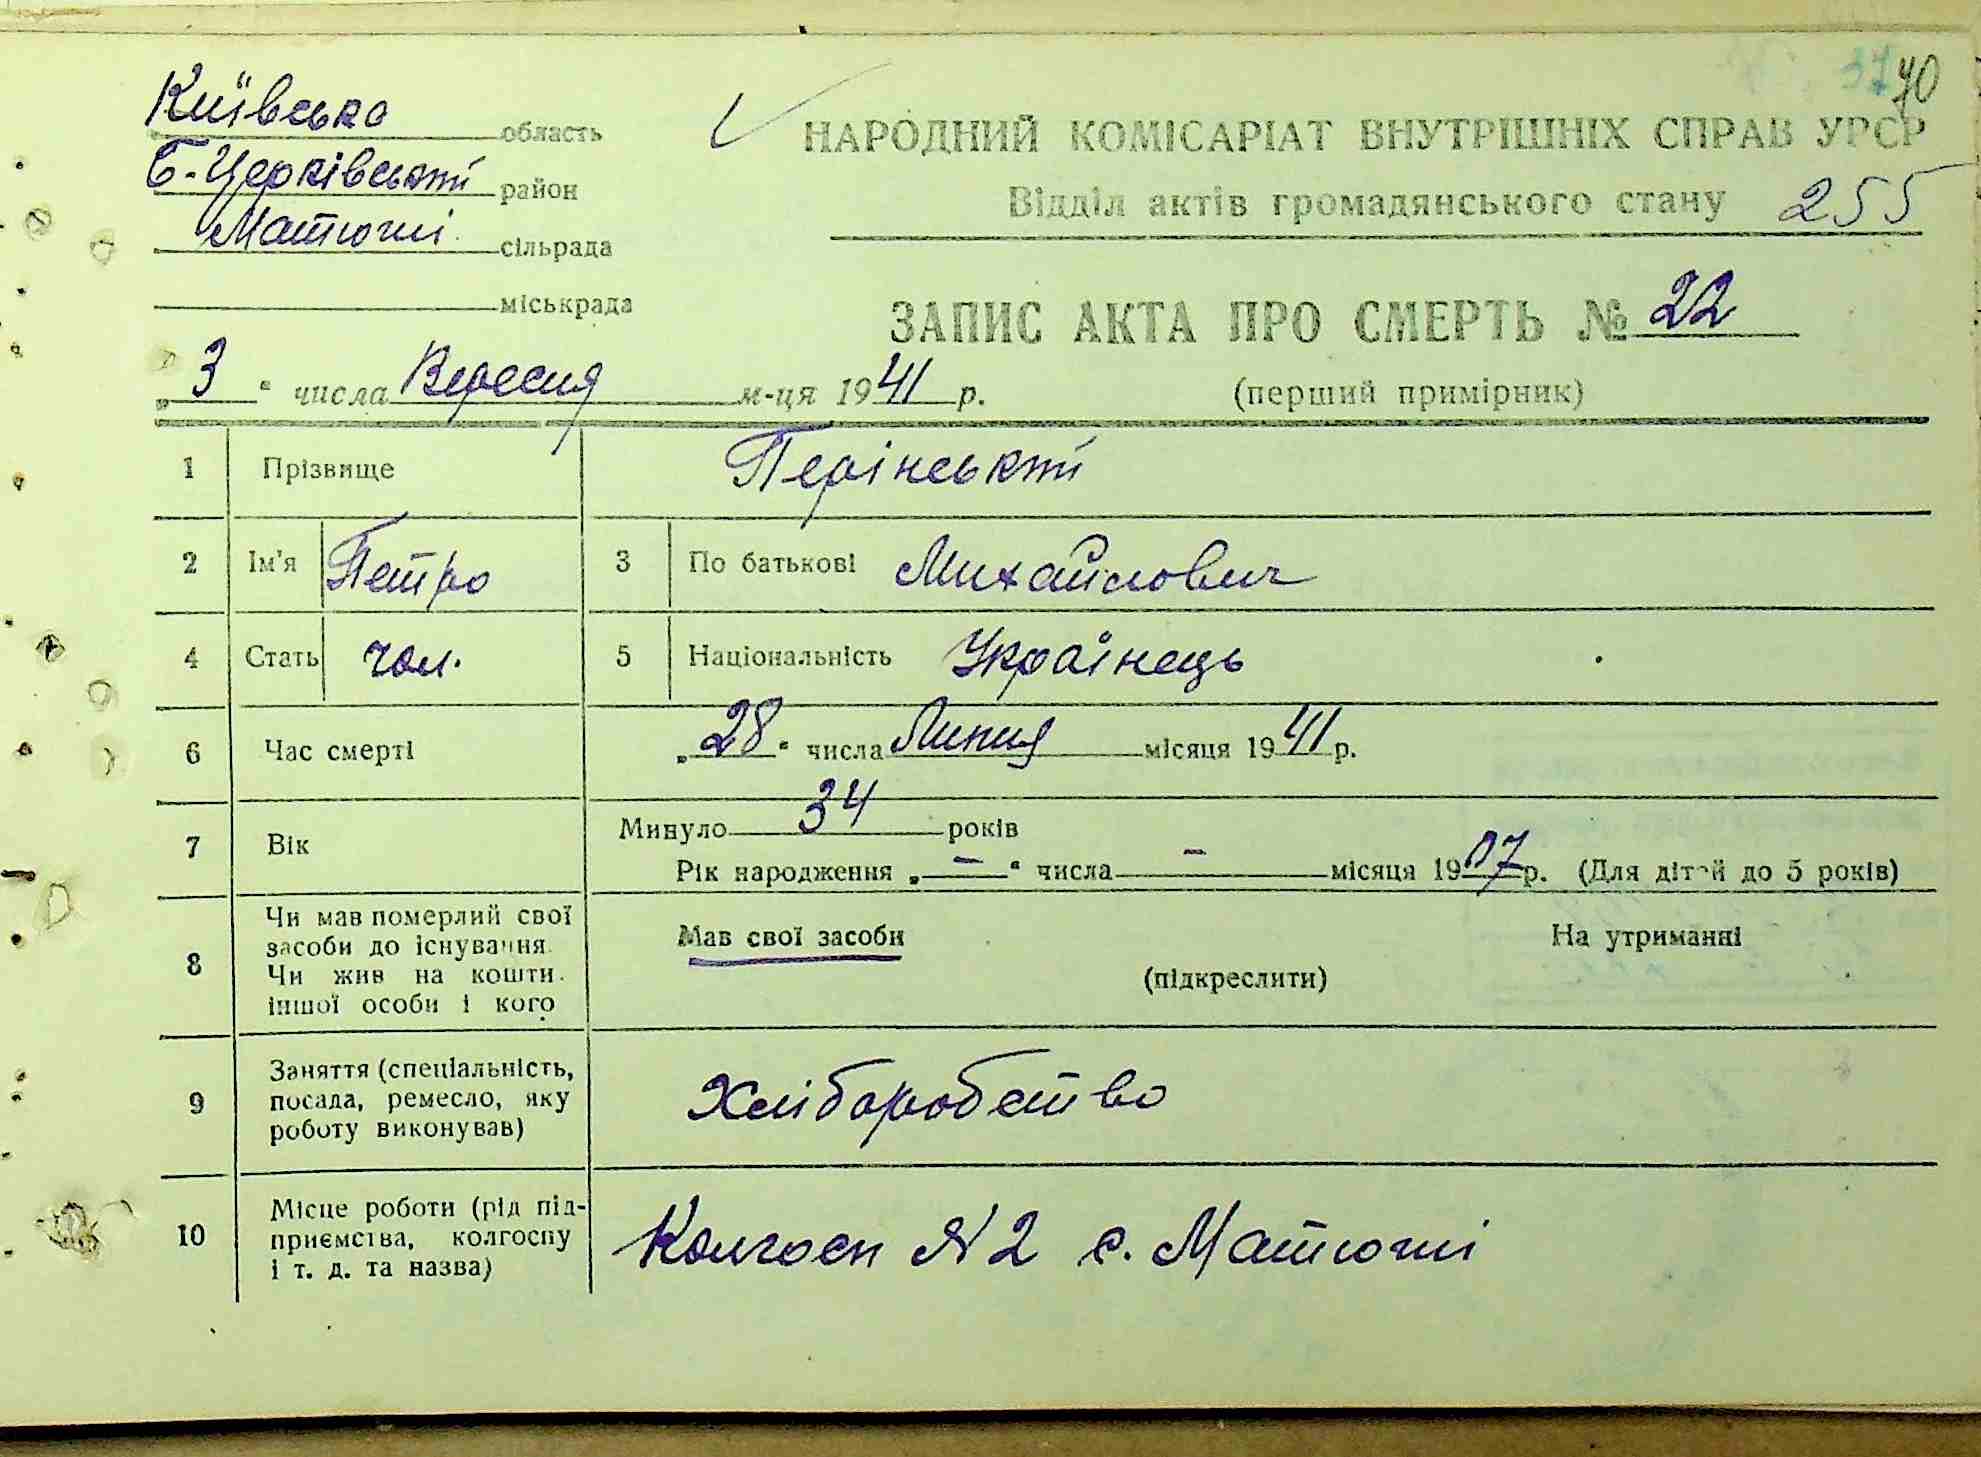 37 40
Київська область
Б-Церківський район
Матюші сільрада
міськрада
НАРОДНИЙ КОМІСАРІАТ ВНУТРІШНІХ СПРАВ УРСР
Відділ актів громадянського стану 255
ЗАПИС АКТА ПРО СМЕРТЬ № 22
(перший примірник)
„3“ числа Вересня м-ця 1941 р.
1 Прізвище Перінський
2 Ім'я Петро 3 По батькові Михайлович
4 Стать чол. 5 Національність Українець
6 Час смерті „28“ числа Липня місяця 1941 р.
7 Вік Минуло 34 років
Рік народження „—“ числа — місяця 1907 р. (Для дітей до 5 років)
8 Чи мав померлий свої
засоби до існування.
Чи жив на кошти
іншої особи і кого
Мав свої засоби На утриманні
(підкреслити)
9 Заняття (спеціальність,
посада, ремесло, яку
роботу виконував)
Хліборобство
10 Місце роботи (рід під-
приємства, колгоспу
і т. д. та назва)
Колгосп №2 с. Матюші